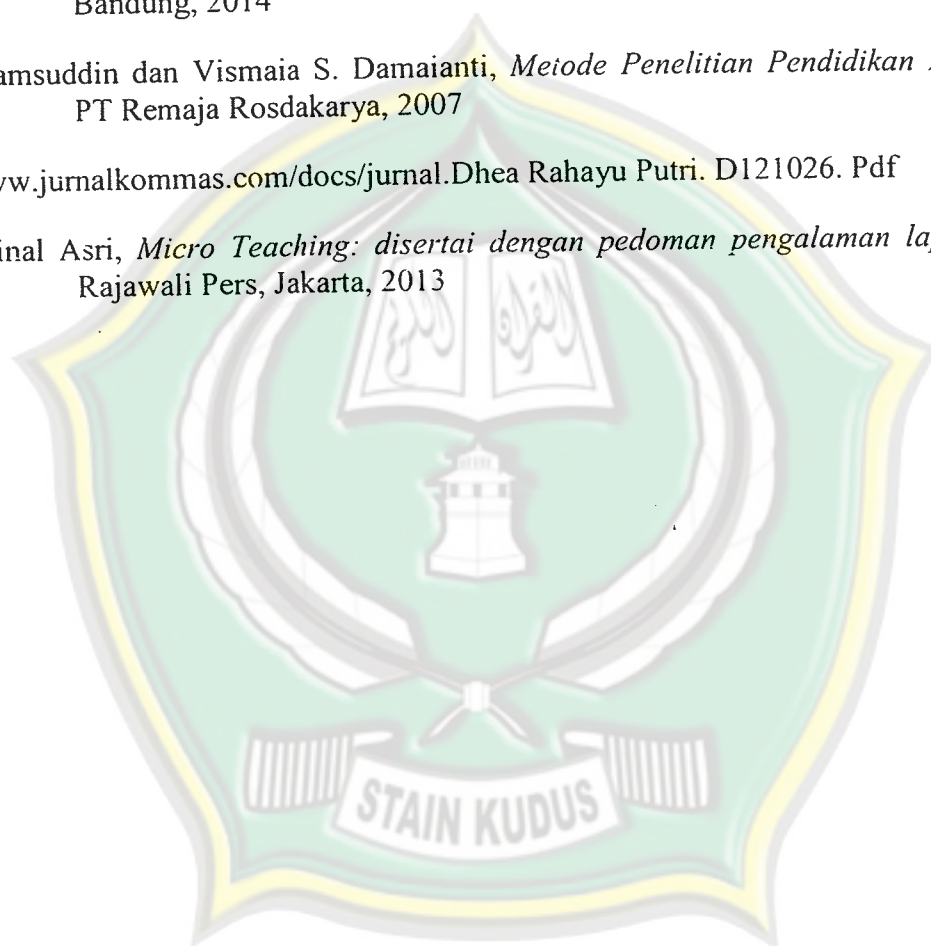 Bandung, 2014
amsuddin dan Vismaia S. Damaianti, Metode Penelitian Pendidikan
PT Remaja Rosdakarya, 2007
w.jurnalkommas.com/docs/jurnal.Dhea Rahayu Putri. D121026. Pdf
inal Asri, Micro Teaching: disertai dengan pedoman pengalaman la
Rajawali Pers, Jakarta, 2013
STAIN KUDUS